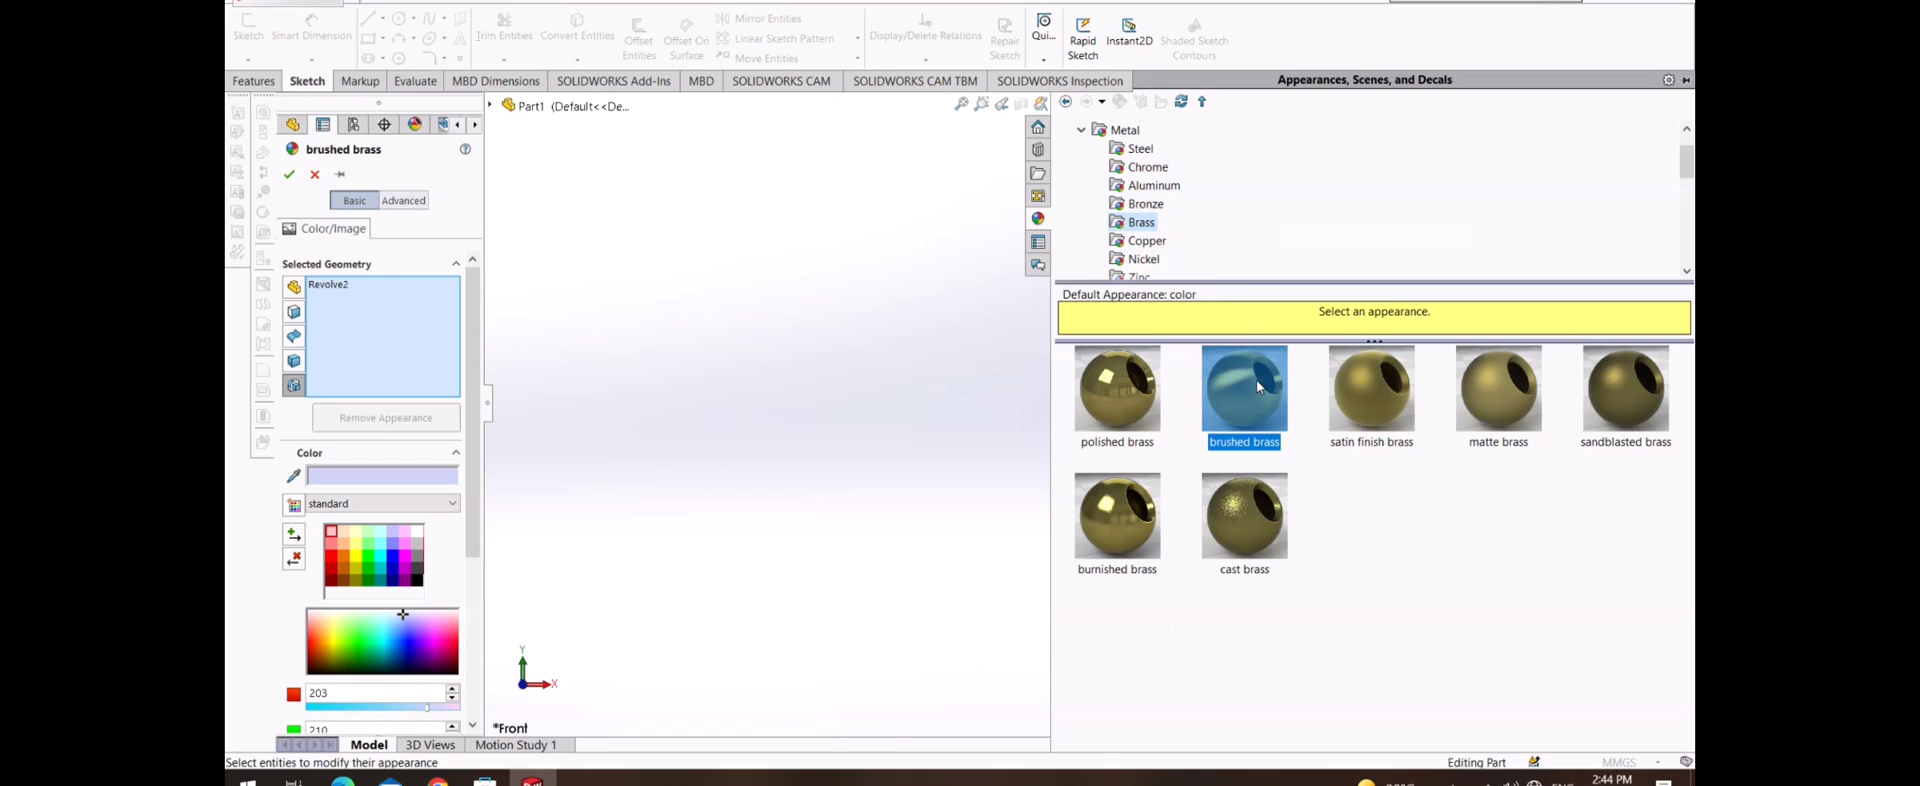 Sketch
Smart Dimension
Trim Entities
Convert Entities
Offset Entities
Offset On Surface
Mirror Entities
Linear Sketch Pattern
Move Entities
Display/Delete Relations
Repair Sketch
Qui...
Rapid Sketch
Instant2D
Shaded Sketch Contours
Features
Sketch
Markup
Evaluate
MBD Dimensions
SOLIDWORKS Add-Ins
MBD
SOLIDWORKS CAM
SOLIDWORKS CAM TBM
SOLIDWORKS Inspection
Appearances, Scenes, and Decals
Part1 (Default<<De...
brushed brass
Basic
Advanced
Color/Image
Selected Geometry
Revolve2
Remove Appearance
Color
standard
203
210
Metal
Steel
Chrome
Aluminum
Bronze
Brass
Copper
Nickel
Zinc
Default Appearance: color
Select an appearance.
polished brass
brushed brass
satin finish brass
matte brass
sandblasted brass
burnished brass
cast brass
Y
X
*Front
Model
3D Views
Motion Study 1
Select entities to modify their appearance
Editing Part
MMGS
2:44 PM